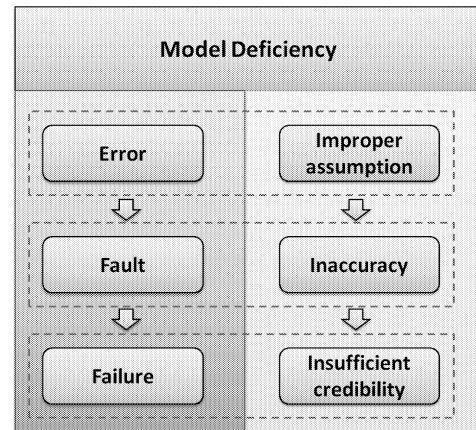 Model Deficiency
Error
Improper
assumption
Fault
Inaccuracy
Failure
Insufficient
credibility